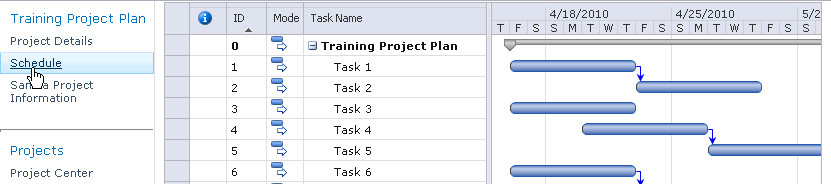 Training Project Plan
Project Details
Schedule
Project
Information
Projects
Project Center
ID Mode Task Name
0 Training Project Plan
1 Task 1
2 Task 2
3 Task 3
4 Task 4
5 Task 5
6 Task 6
4/18/2010 4/25/2010 5/2
T F S S M T W T F S S M T W T F S S